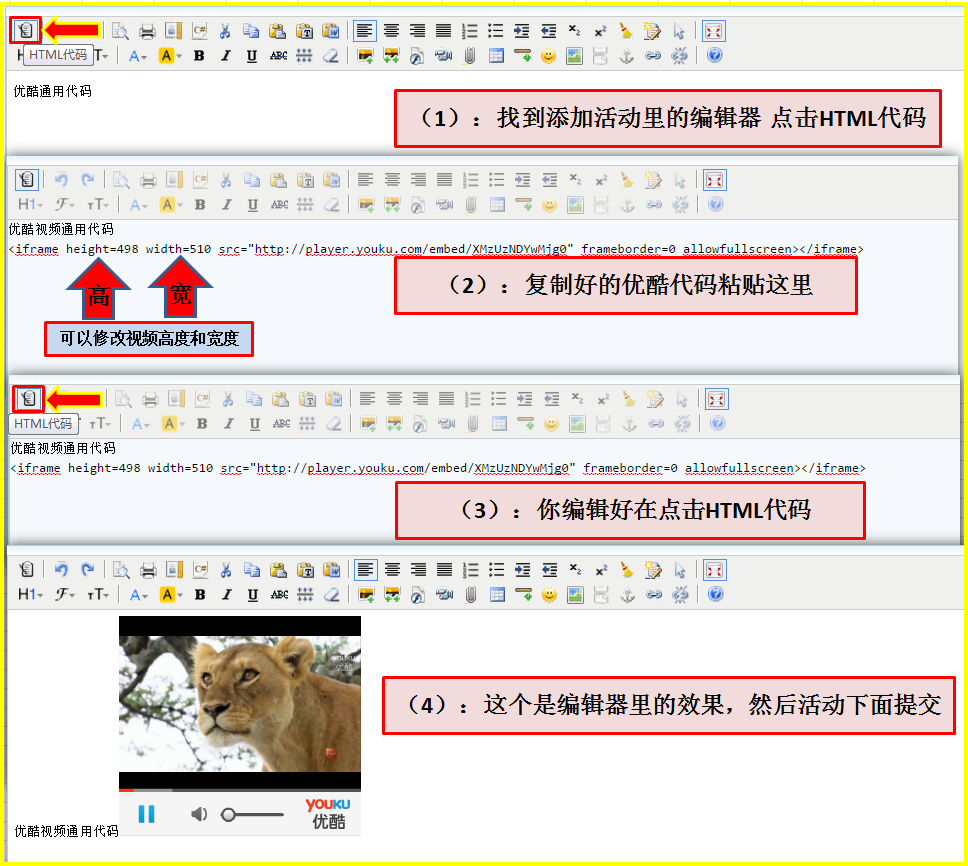 HTML代码
优酷通用代码
（1）：找到添加活动里的编辑器 点击HTML代码
优酷视频通用代码
<iframe height=498 width=510 src="http://player.youku.com/embed/XMzUzNDYwMjg0" frameborder=0 allowfullscreen></iframe>
高 宽
（2）：复制好的优酷代码粘贴这里
可以修改视频高度和宽度
HTML代码
优酷视频通用代码
<iframe height=498 width=510 src="http://player.youku.com/embed/XMzUzNDYwMjg0" frameborder=0 allowfullscreen></iframe>
（3）：你编辑好在点击HTML代码
H1 F TT A A B I U ABC
YOUKU
优酷
（4）：这个是编辑器里的效果，然后活动下面提交
YOUKU
优酷
优酷视频通用代码